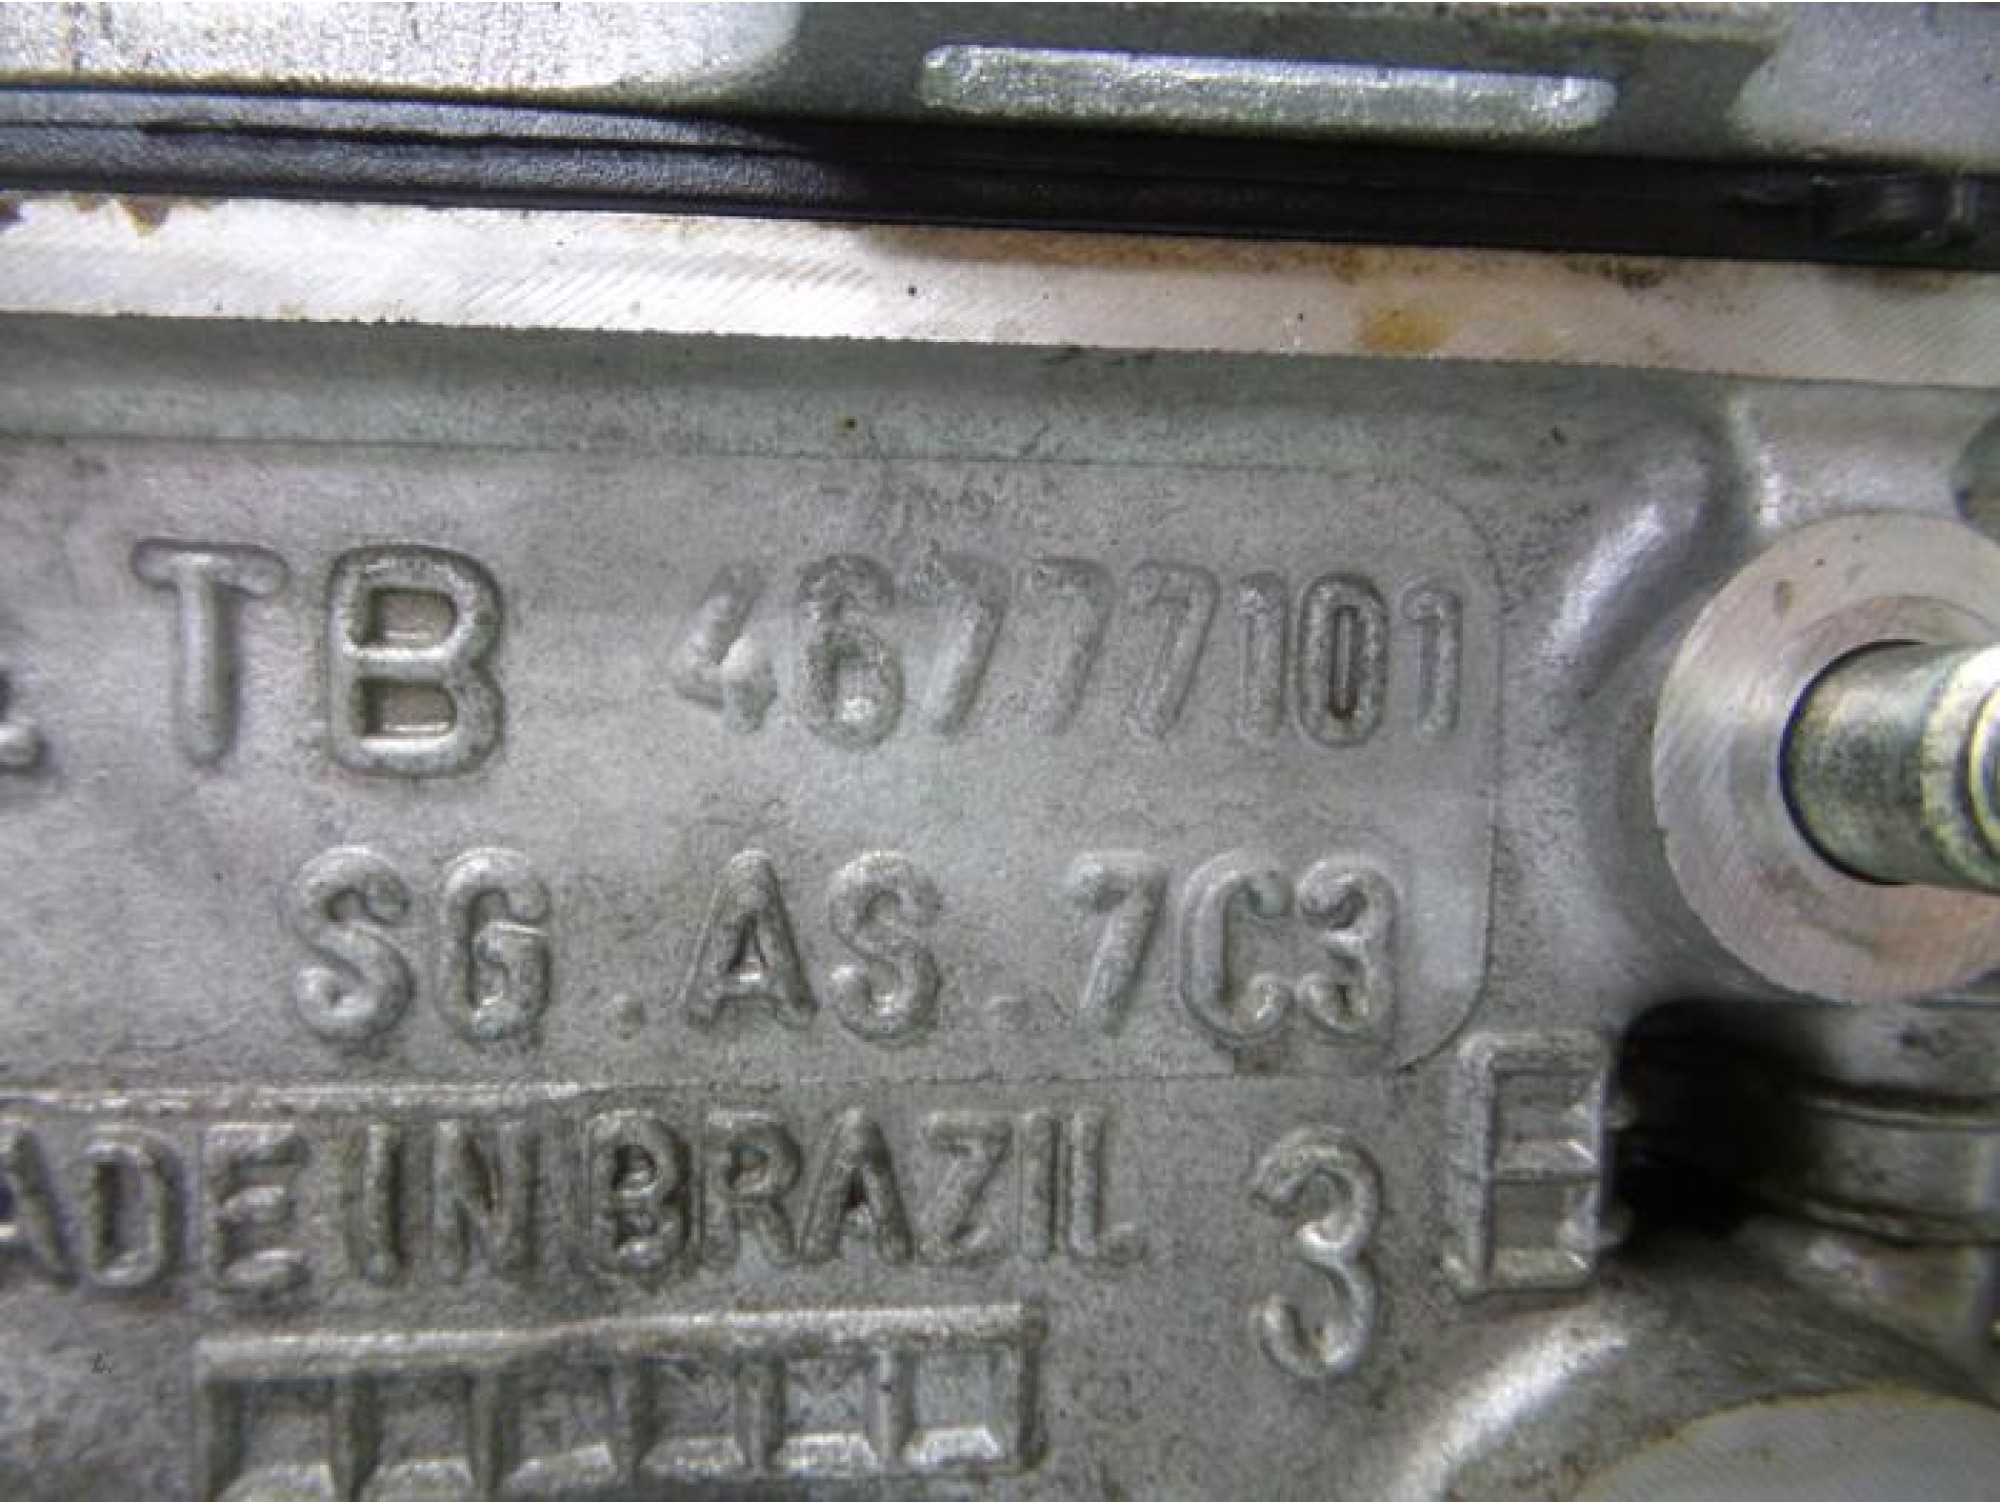 TB 46777101
SG.AS.7C3
ADE IN BRAZIL
3